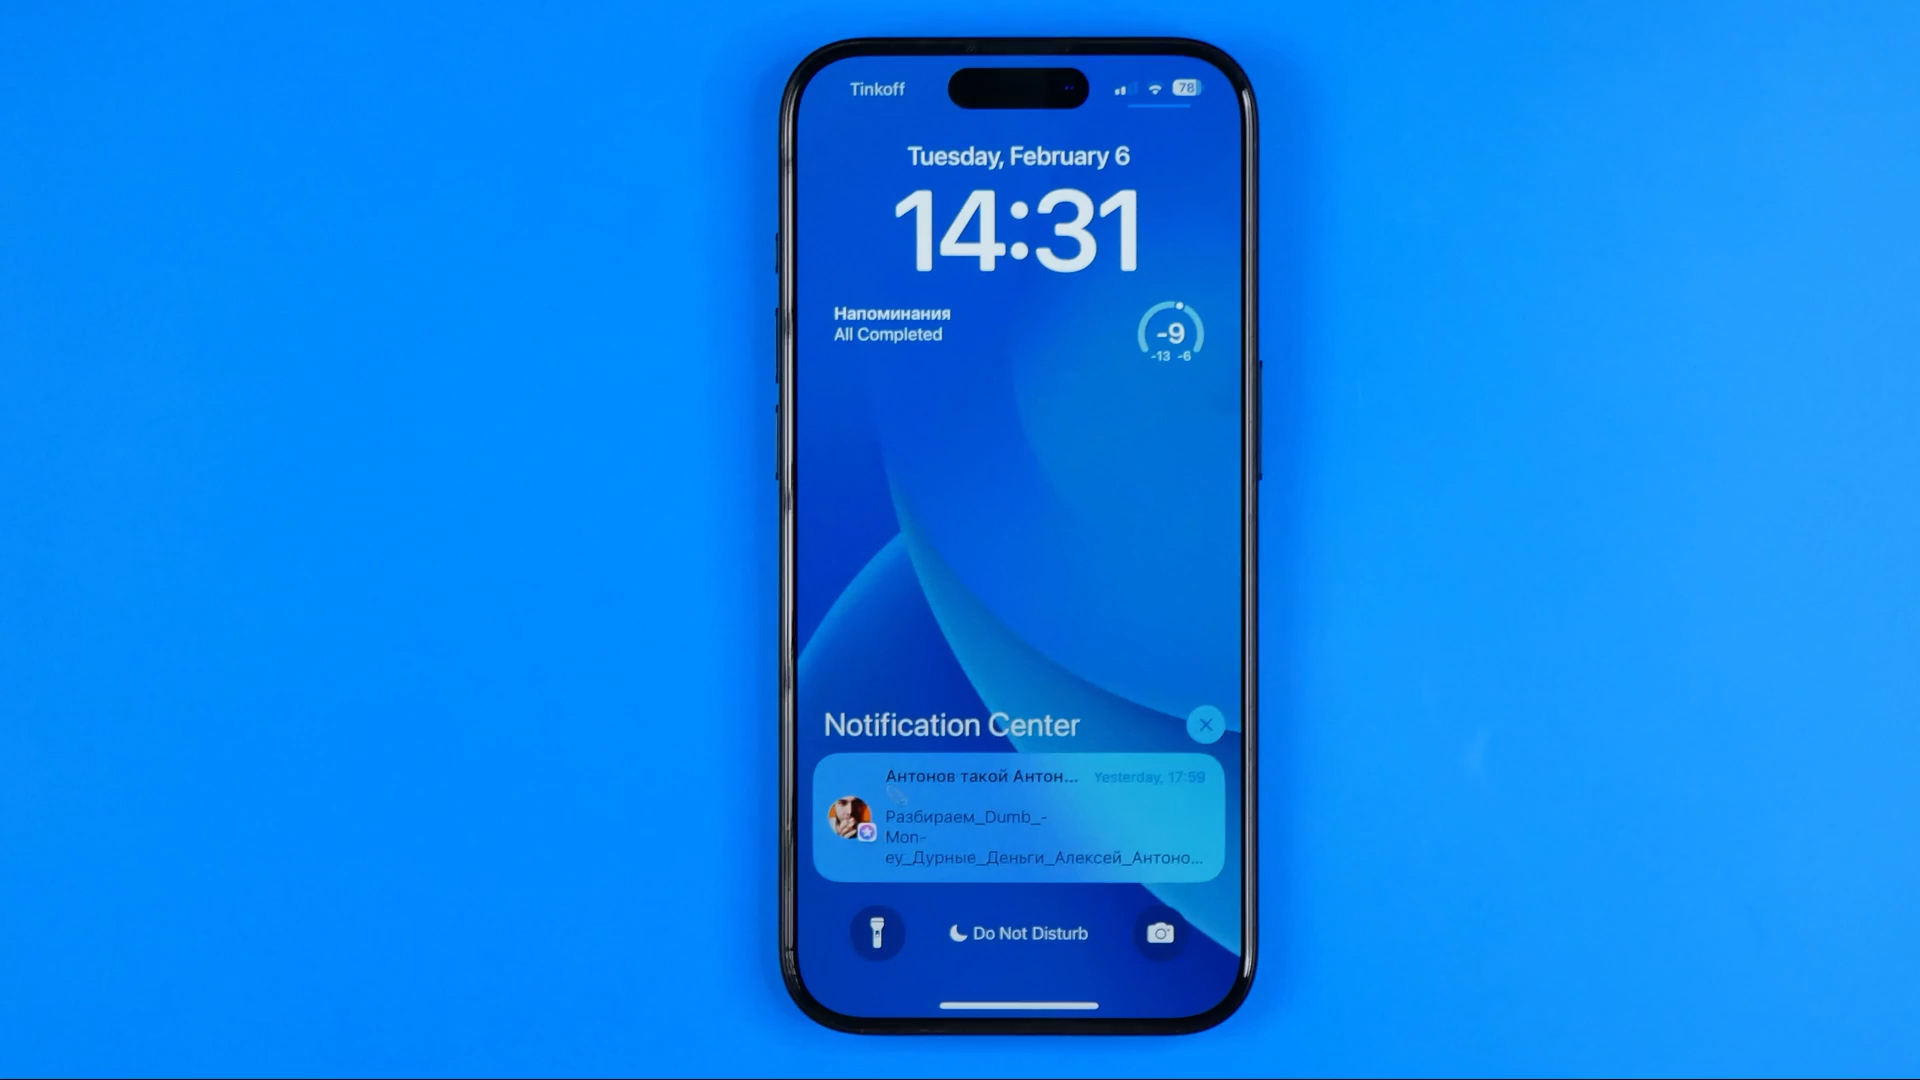 Tinkoff
78
Tuesday, February 6
14:31
Напоминания
All Completed
-9
-13 -6
Notification Center
Антонов такой Антон... Yesterday, 17:59
Разбираем_Dumb_-
Mon-
ey_Дурные_Деньги_Алексей_Антоно...
Do Not Disturb